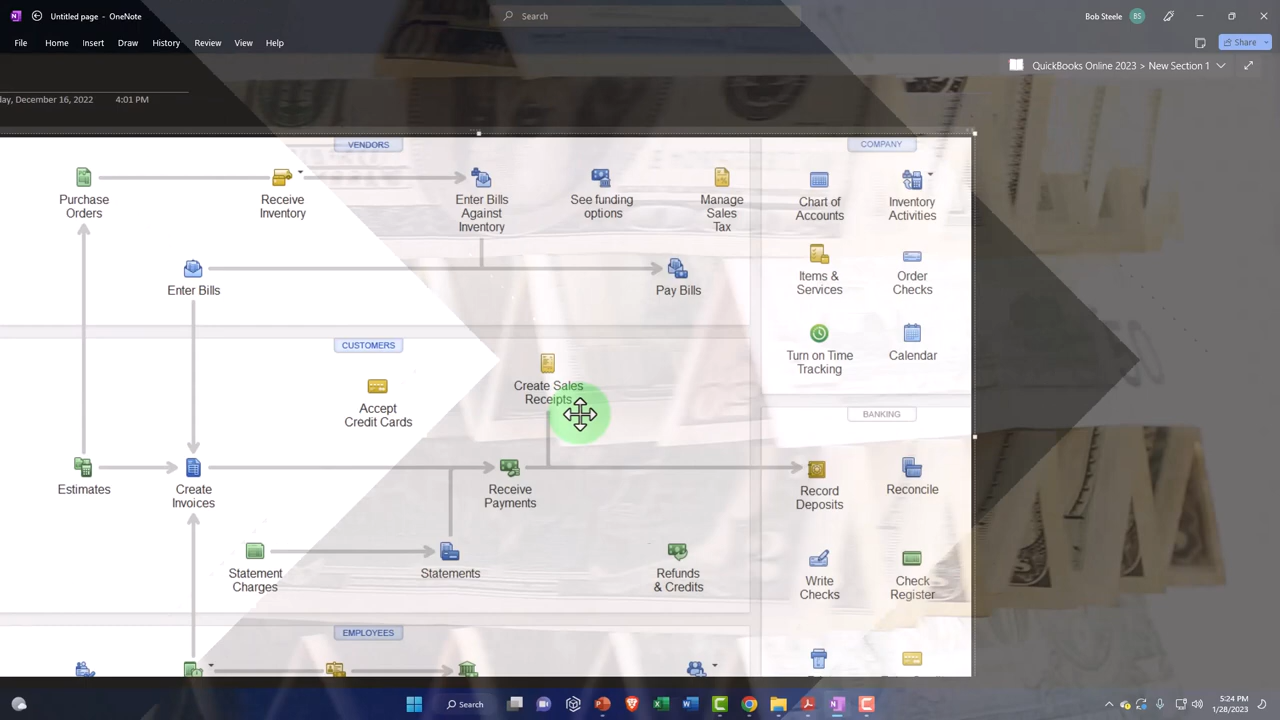 Untitled page - OneNote
Search
Bob Steele
BS
File
Home
Insert
Draw
History
Review
View
Help
Share
QuickBooks Online 2023 > New Section 1
December 16, 2022
4:01 PM
VENDORS
COMPANY
Purchase
Orders
Receive
Inventory
Enter Bills
Against
Inventory
See funding
options
Manage
Sales
Tax
Chart of
Accounts
Inventory
Activities
Enter Bills
Pay Bills
Items &
Services
Order
Checks
Turn on Time
Tracking
Calendar
CUSTOMERS
Accept
Credit Cards
Create Sales
Receipts
BANKING
Estimates
Create
Invoices
Receive
Payments
Record
Deposits
Reconcile
Statement
Charges
Statements
Refunds
& Credits
Write
Checks
Check
Register
EMPLOYEES
Search
5:24 PM
1/28/2023